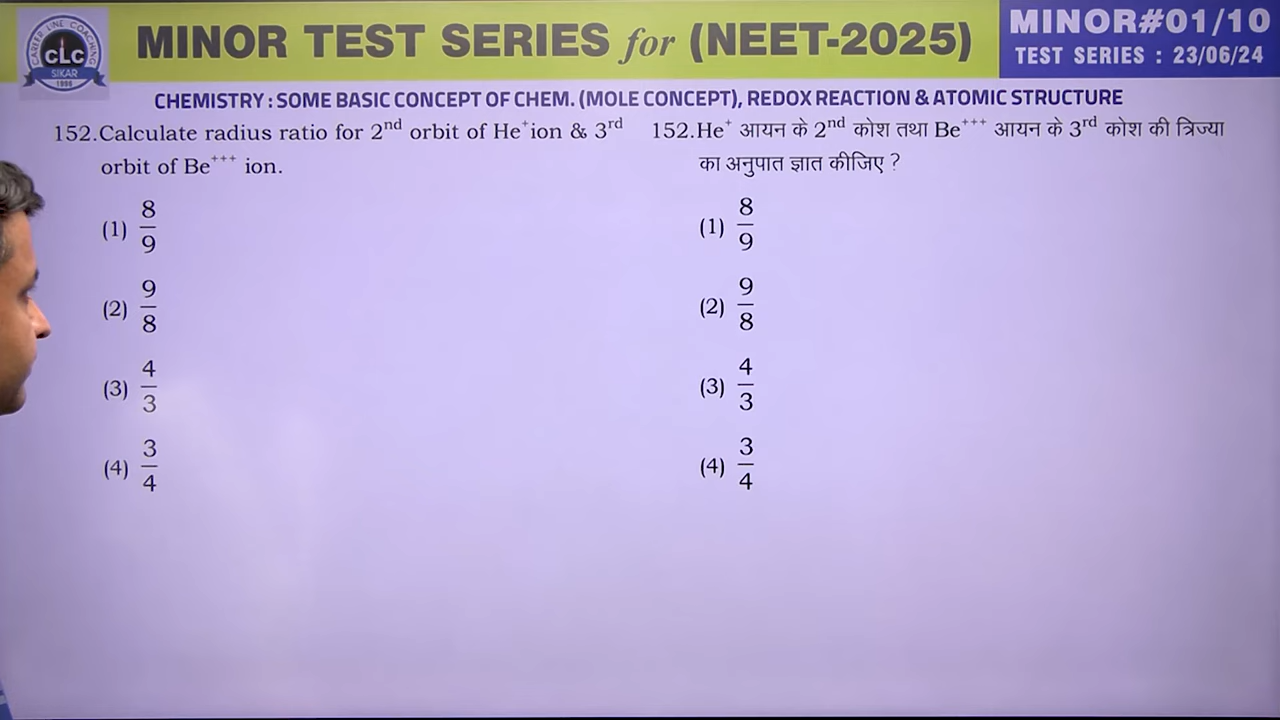 CAREER LINE COACHING
CLC
SIKAR
1996
MINOR TEST SERIES for (NEET-2025)
MINOR#01/10
TEST SERIES : 23/06/24
CHEMISTRY : SOME BASIC CONCEPT OF CHEM. (MOLE CONCEPT), REDOX REACTION & ATOMIC STRUCTURE
152.Calculate radius ratio for 2nd orbit of He+ion & 3rd
orbit of Be+++ ion.
(1) 8/9
(2) 9/8
(3) 4/3
(4) 3/4
152.He+ आयन के 2nd कोश तथा Be+++ आयन के 3rd कोश की त्रिज्या
का अनुपात ज्ञात कीजिए ?
(1) 8/9
(2) 9/8
(3) 4/3
(4) 3/4